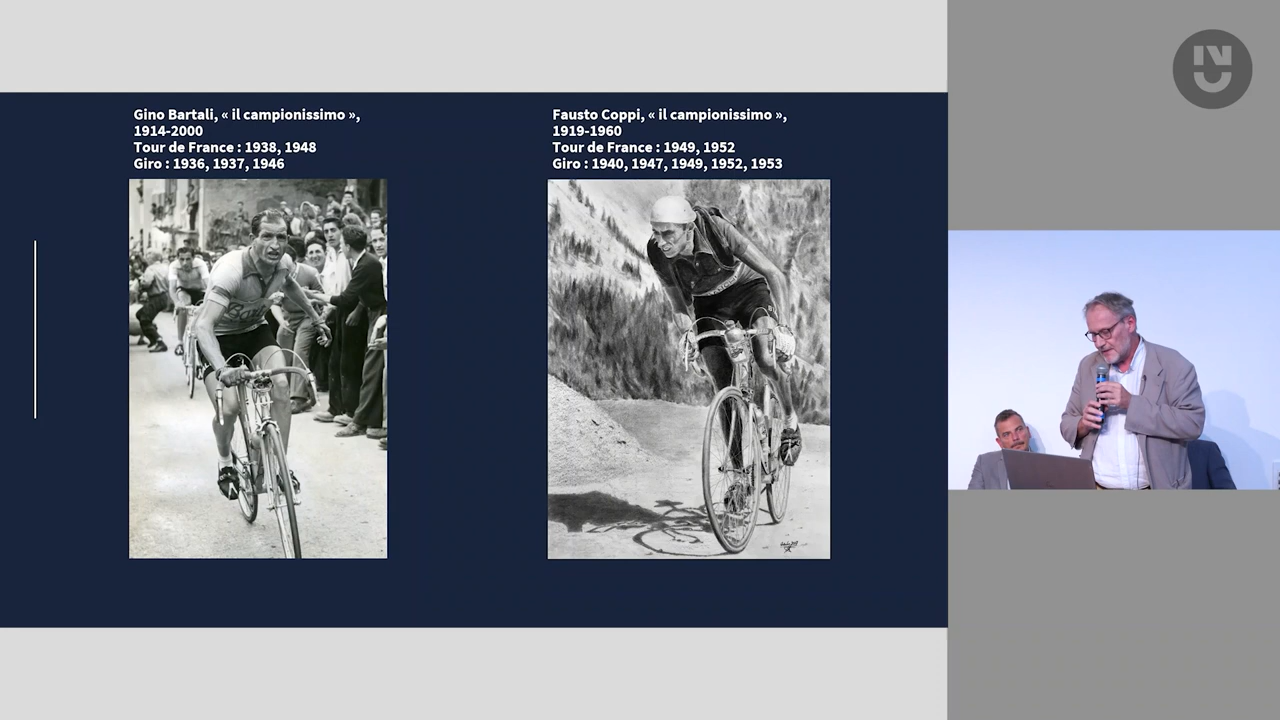 Gino Bartali, « il campionissimo »,
1914-2000
Tour de France : 1938, 1948
Giro : 1936, 1937, 1946
Fausto Coppi, « il campionissimo »,
1919-1960
Tour de France : 1949, 1952
Giro : 1940, 1947, 1949, 1952, 1953